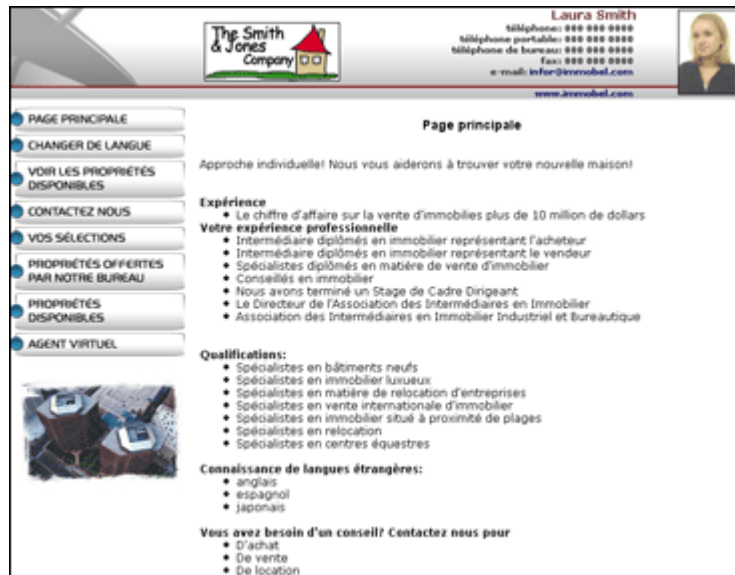 The Smith
& Jones
Company
Laura Smith
téléphone: 000 000 0000
téléphone portable: 000 000 0000
téléphone de bureau: 000 000 0000
fax: 000 000 0000
e-mail: infor@immobel.com
www.immobel.com
PAGE PRINCIPALE
CHANGER DE LANGUE
VOIR LES PROPRIÉTÉS
DISPONIBLES
CONTACTEZ NOUS
VOS SÉLECTIONS
PROPRIÉTÉS OFFERTES
PAR NOTRE BUREAU
PROPRIÉTÉS
DISPONIBLES
AGENT VIRTUEL
Page principale
Approche individuelle! Nous vous aiderons à trouver votre nouvelle maison!
Expérience
Le chiffre d'affaire sur la vente d'immobilies plus de 10 million de dollars
Votre expérience professionnelle
Intermédiaire diplômés en immobilier représentant l'acheteur
Intermédiaire diplômés en immobilier représentant le vendeur
Spécialistes diplômés en matière de vente d'immobilier
Conseillés en immobilier
Nous avons terminé un Stage de Cadre Dirigeant
Le Directeur de l'Association des Intermédiaires en Immobilier
Association des Intermédiaires en Immobilier Industriel et Bureautique
Qualifications:
Spécialistes en bâtiments neufs
Spécialistes en immobilier luxueux
Spécialistes en matière de relocation d'entreprises
Spécialistes en vente internationale d'immobilier
Spécialistes en immobilier situé à proximité de plages
Spécialistes en relocation
Spécialistes en centres équestres
Connaissance de langues étrangères:
anglais
espagnol
japonais
Vous avez besoin d'un conseil? Contactez nous pour
D'achat
De vente
De location